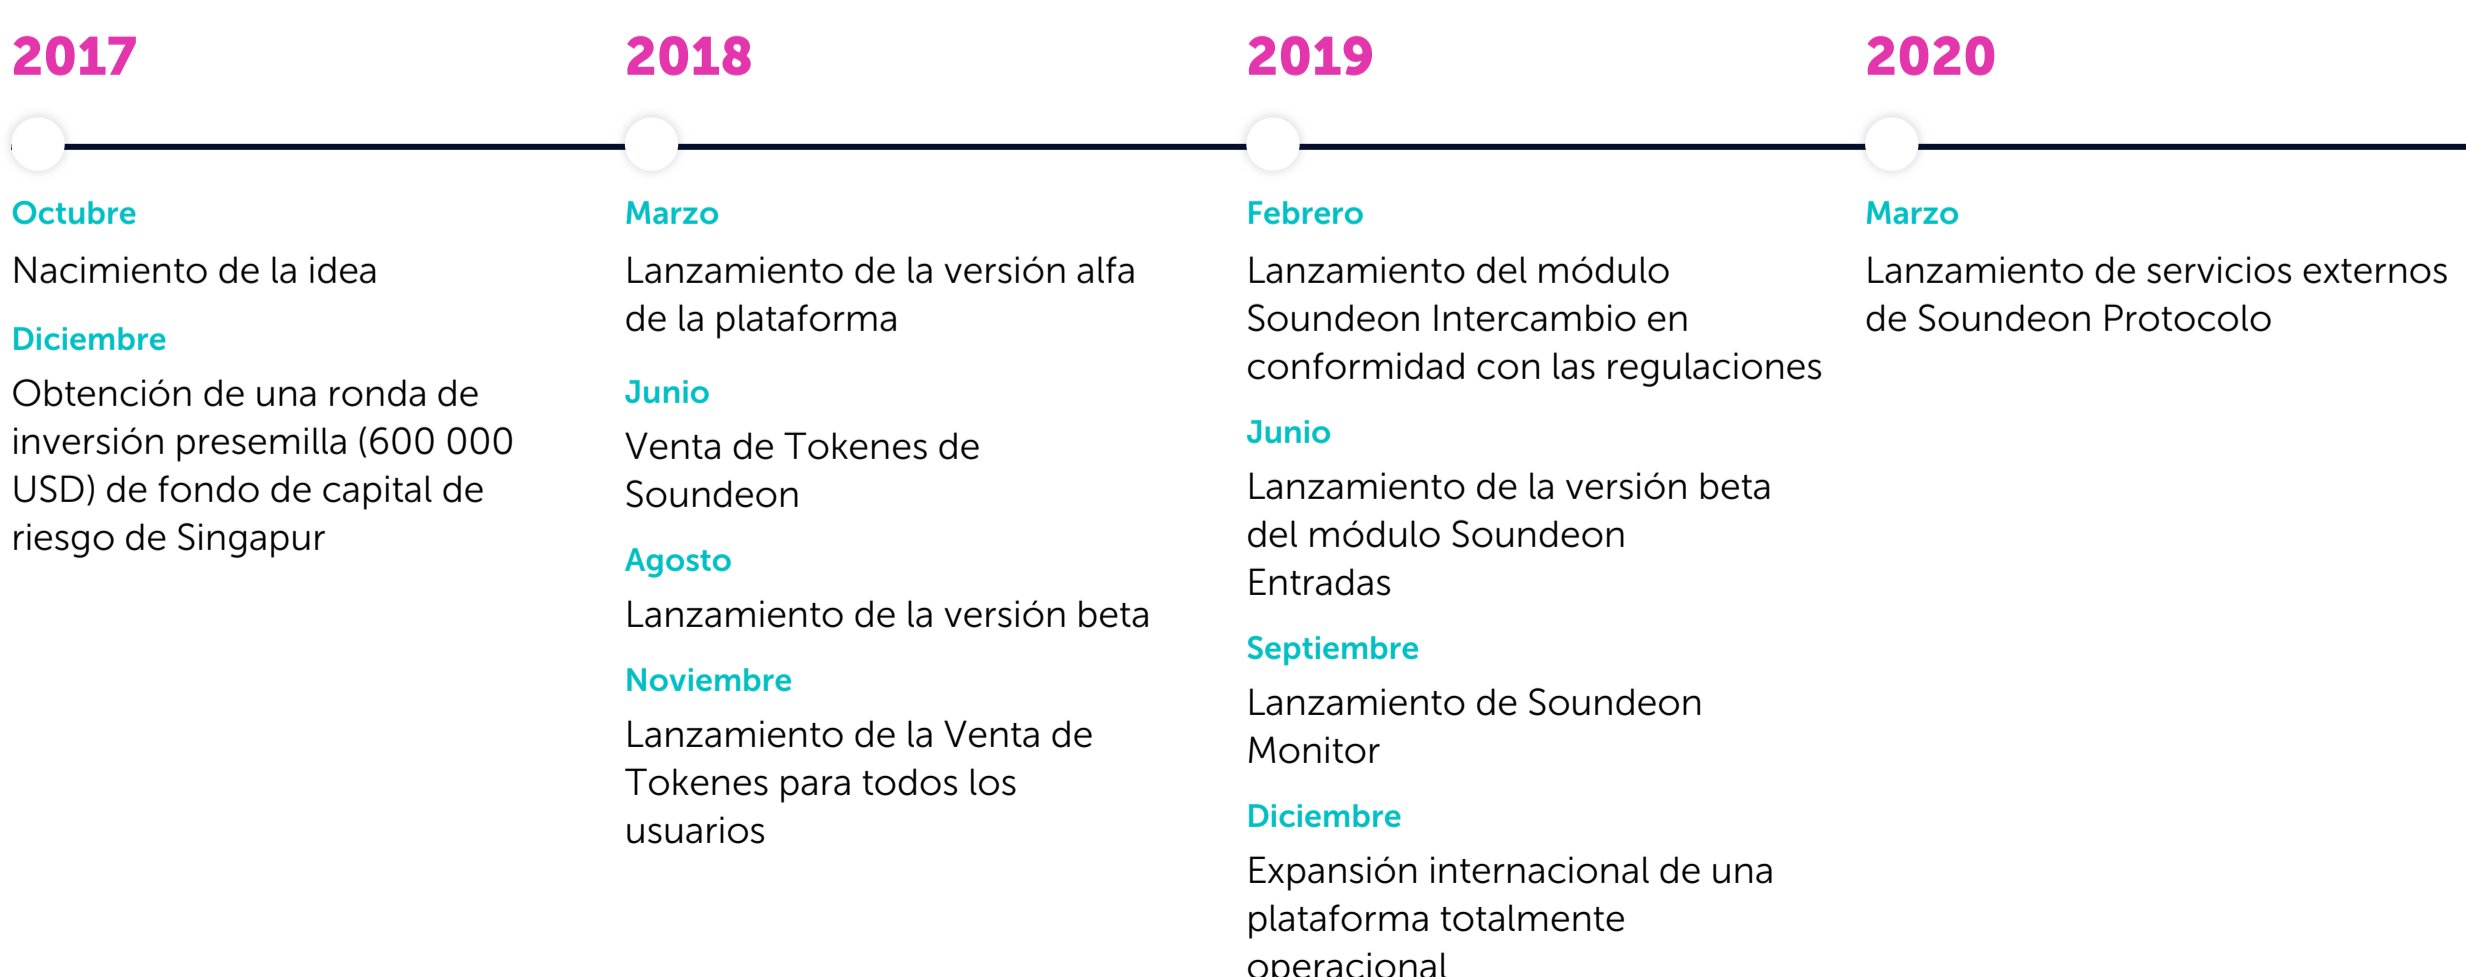 2017
Octubre
Nacimiento de la idea
Diciembre
Obtención de una ronda de
inversión presemilla (600 000
USD) de fondo de capital de
riesgo de Singapur
2018
Marzo
Lanzamiento de la versión alfa
de la plataforma
Junio
Venta de Tokenes de
Soundeon
Agosto
Lanzamiento de la versión beta
Noviembre
Lanzamiento de la Venta de
Tokenes para todos los
usuarios
2019
Febrero
Lanzamiento del módulo
Soundeon Intercambio en
conformidad con las regulaciones
Junio
Lanzamiento de la versión beta
del módulo Soundeon
Entradas
Septiembre
Lanzamiento de Soundeon
Monitor
Diciembre
Expansión internacional de una
plataforma totalmente
operacional
2020
Marzo
Lanzamiento de servicios externos
de Soundeon Protocolo